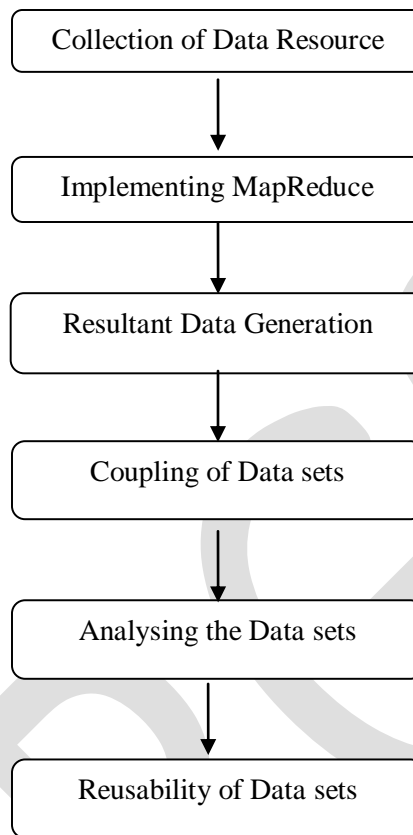 Collection of Data Resource
Implementing MapReduce
Resultant Data Generation
Coupling of Data sets
Analysing the Data sets
Reusability of Data sets